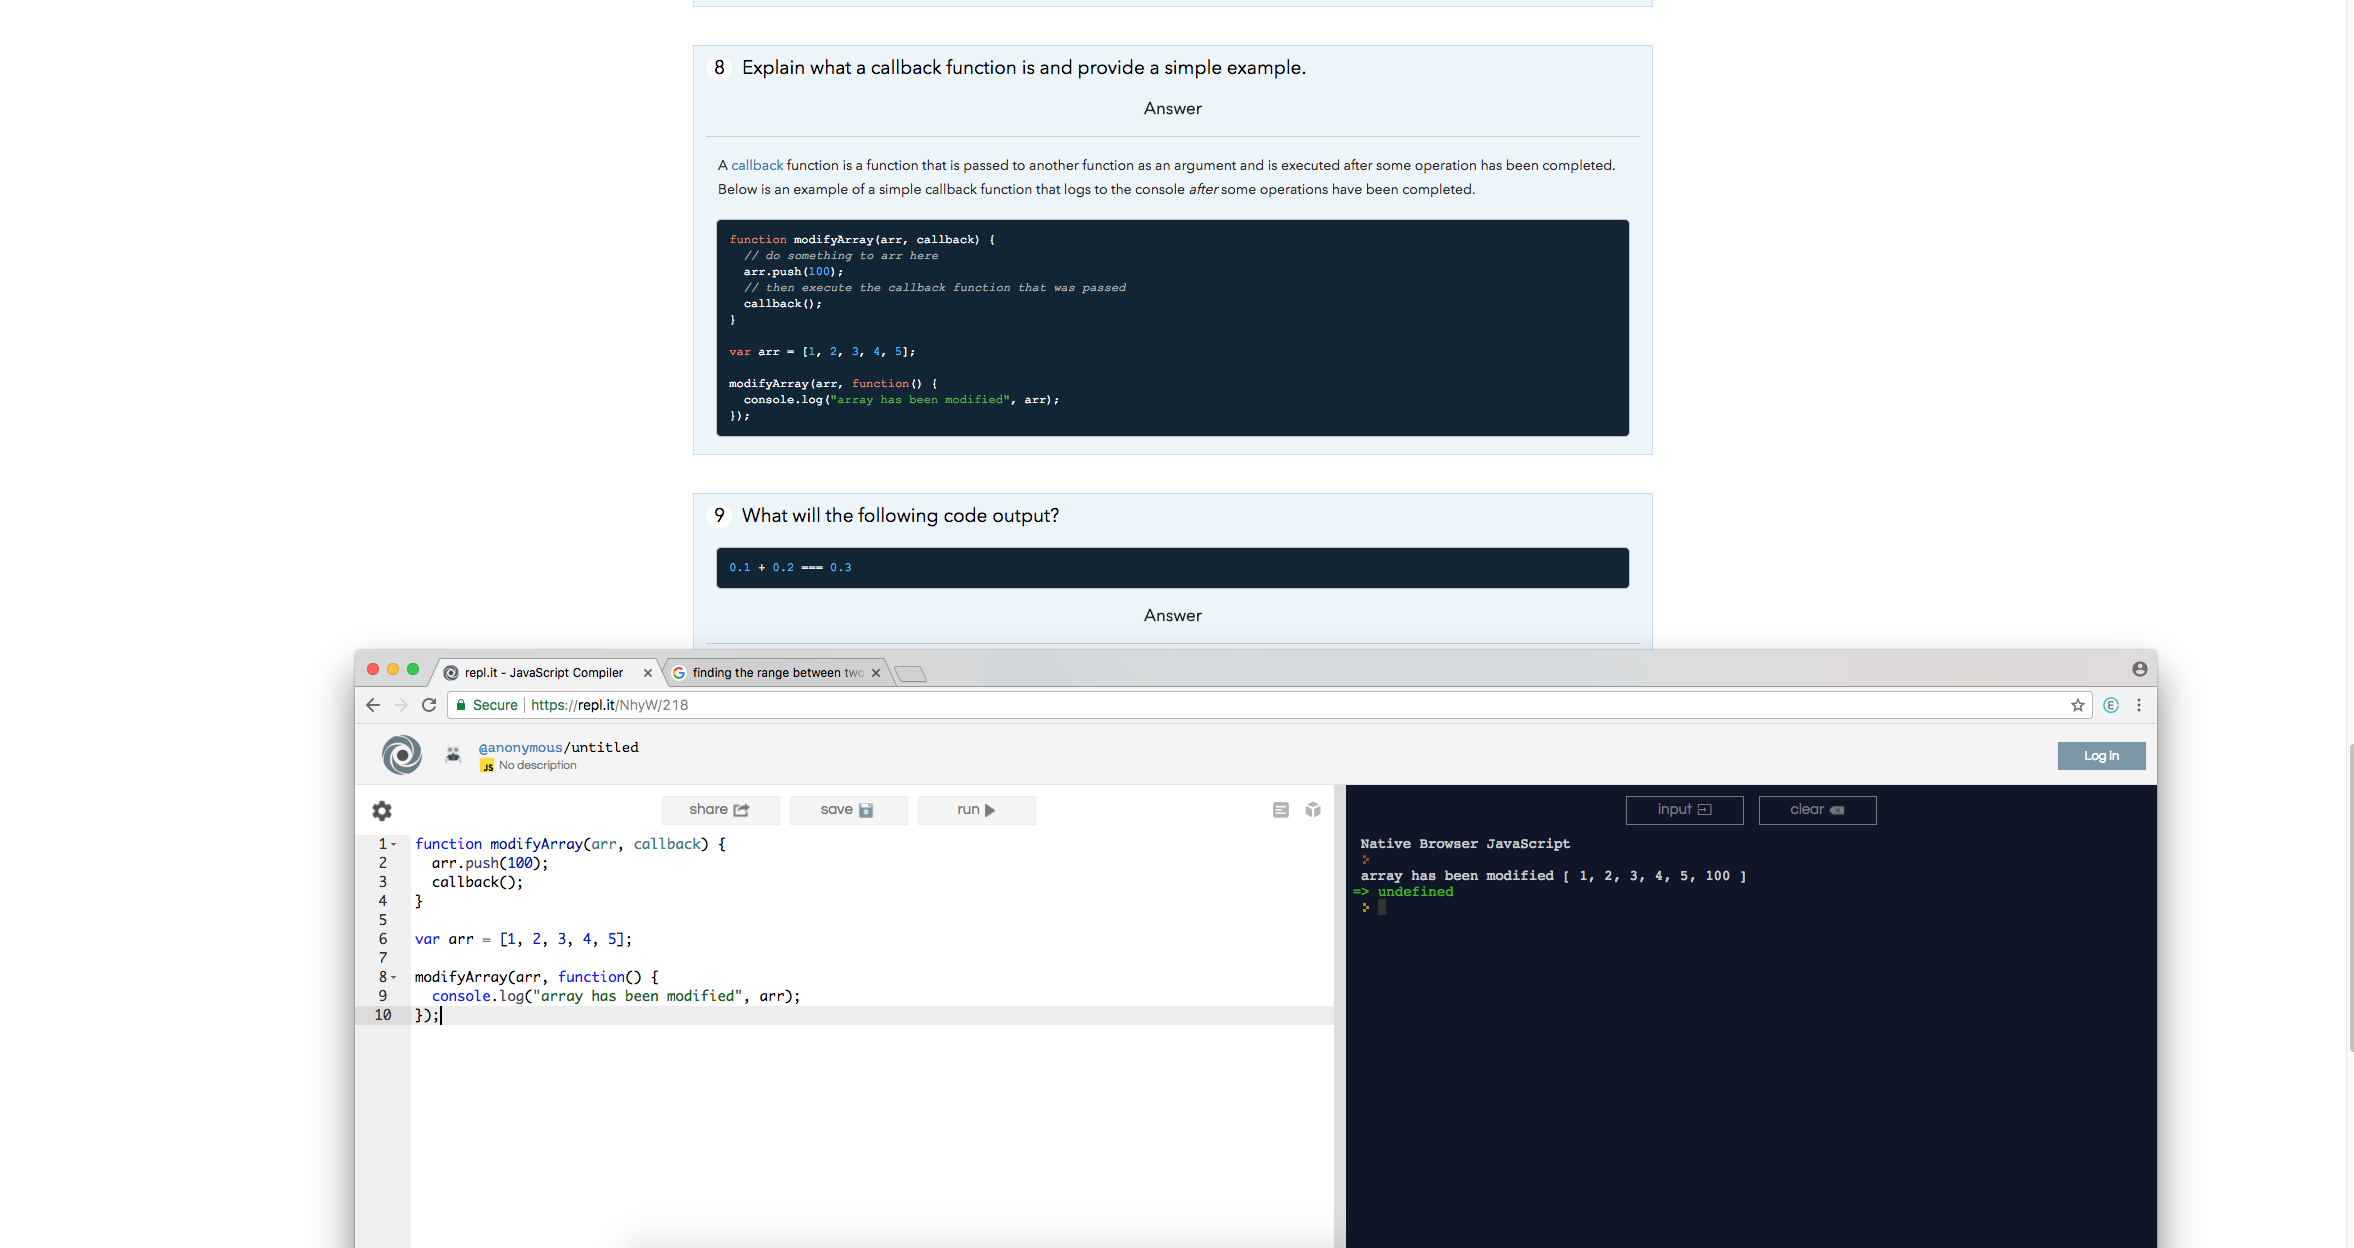 8 Explain what a callback function is and provide a simple example.
Answer
A callback function is a function that is passed to another function as an argument and is executed after some operation has been completed.
Below is an example of a simple callback function that logs to the console after some operations have been completed.
function modifyArray(arr, callback) {
// do something to arr here
arr.push(100);
// then execute the callback function that was passed
callback();
}
var arr = [1, 2, 3, 4, 5];
modifyArray(arr, function() {
console.log("array has been modified", arr);
});
9 What will the following code output?
0.1 + 0.2 === 0.3
Answer
repl.it - JavaScript Compiler
finding the range between two
Secure https://repl.it/NhyW/218
@anonymous/untitled
JS No description
Log in
share save run
input clear
1 function modifyArray(arr, callback) {
2 arr.push(100);
3 callback();
4 }
5
6 var arr = [1, 2, 3, 4, 5];
7
8 modifyArray(arr, function() {
9 console.log("array has been modified", arr);
10 });
Native Browser JavaScript
>
array has been modified [ 1, 2, 3, 4, 5, 100 ]
=> undefined
>